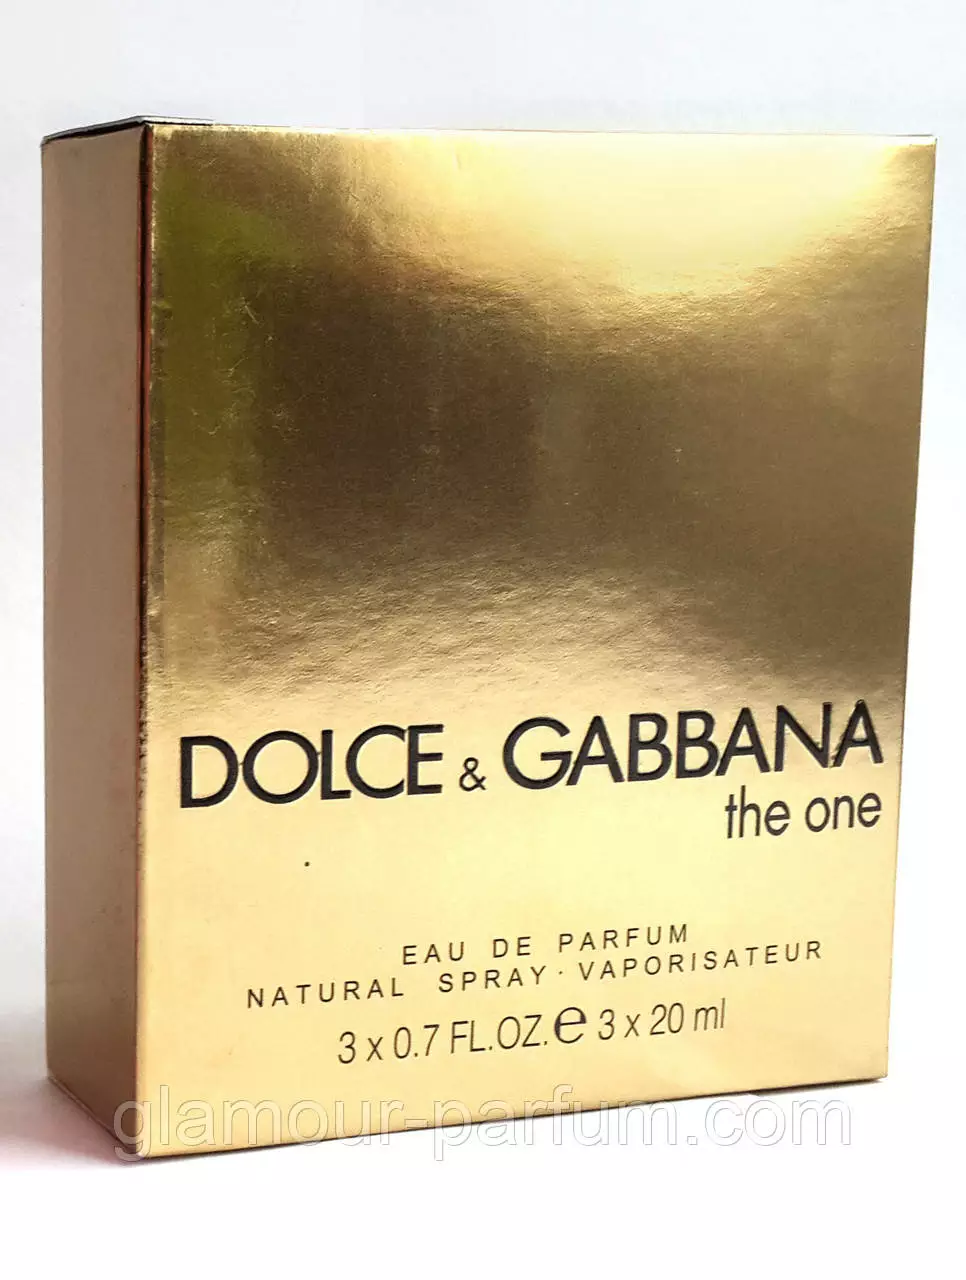 DOLCE & GABBANA
the one
EAU DE PARFUM
NATURAL SPRAY · VAPORISATEUR
3 x 0.7 FL.OZ. e 3 x 20 ml
glamour-parfum.com